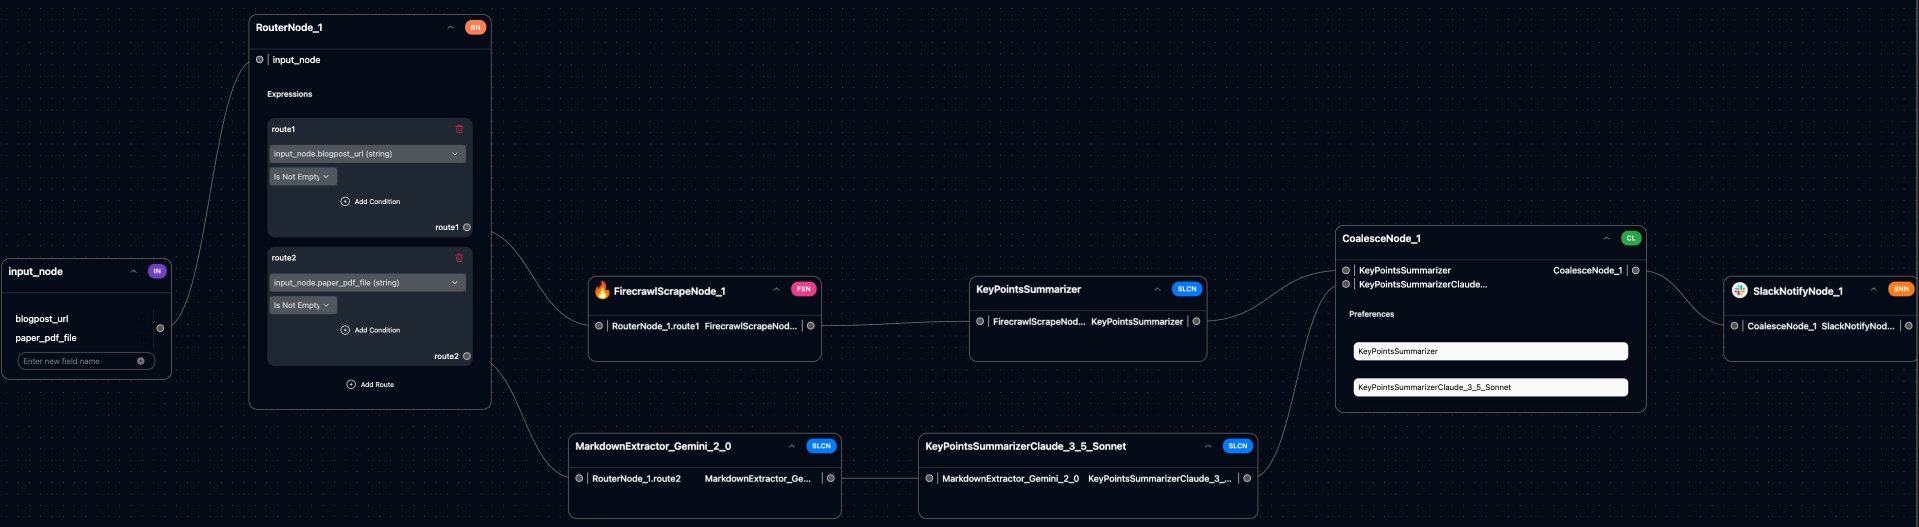 input_node
IN
blogpost_url
paper_pdf_file
Enter new field name
RouterNode_1
RN
input_node
Expressions
route1
input_node.blogpost_url (string)
Is Not Empty
Add Condition
route1
route2
input_node.paper_pdf_file (string)
Is Not Empty
Add Condition
route2
Add Route
FirecrawlScrapeNode_1
FSN
RouterNode_1.route1 FirecrawlScrapeNod...
KeyPointsSummarizer
SLCN
FirecrawlScrapeNod... KeyPointsSummarizer
MarkdownExtractor_Gemini_2_0
SLCN
RouterNode_1.route2 MarkdownExtractor_Ge...
KeyPointsSummarizerClaude_3_5_Sonnet
SLCN
MarkdownExtractor_Gemini_2_0 KeyPointsSummarizerClaude_3_...
CoalesceNode_1
CL
KeyPointsSummarizer CoalesceNode_1
KeyPointsSummarizerClaude...
Preferences
KeyPointsSummarizer
KeyPointsSummarizerClaude_3_5_Sonnet
SlackNotifyNode_1
SNN
CoalesceNode_1 SlackNotifyNod...